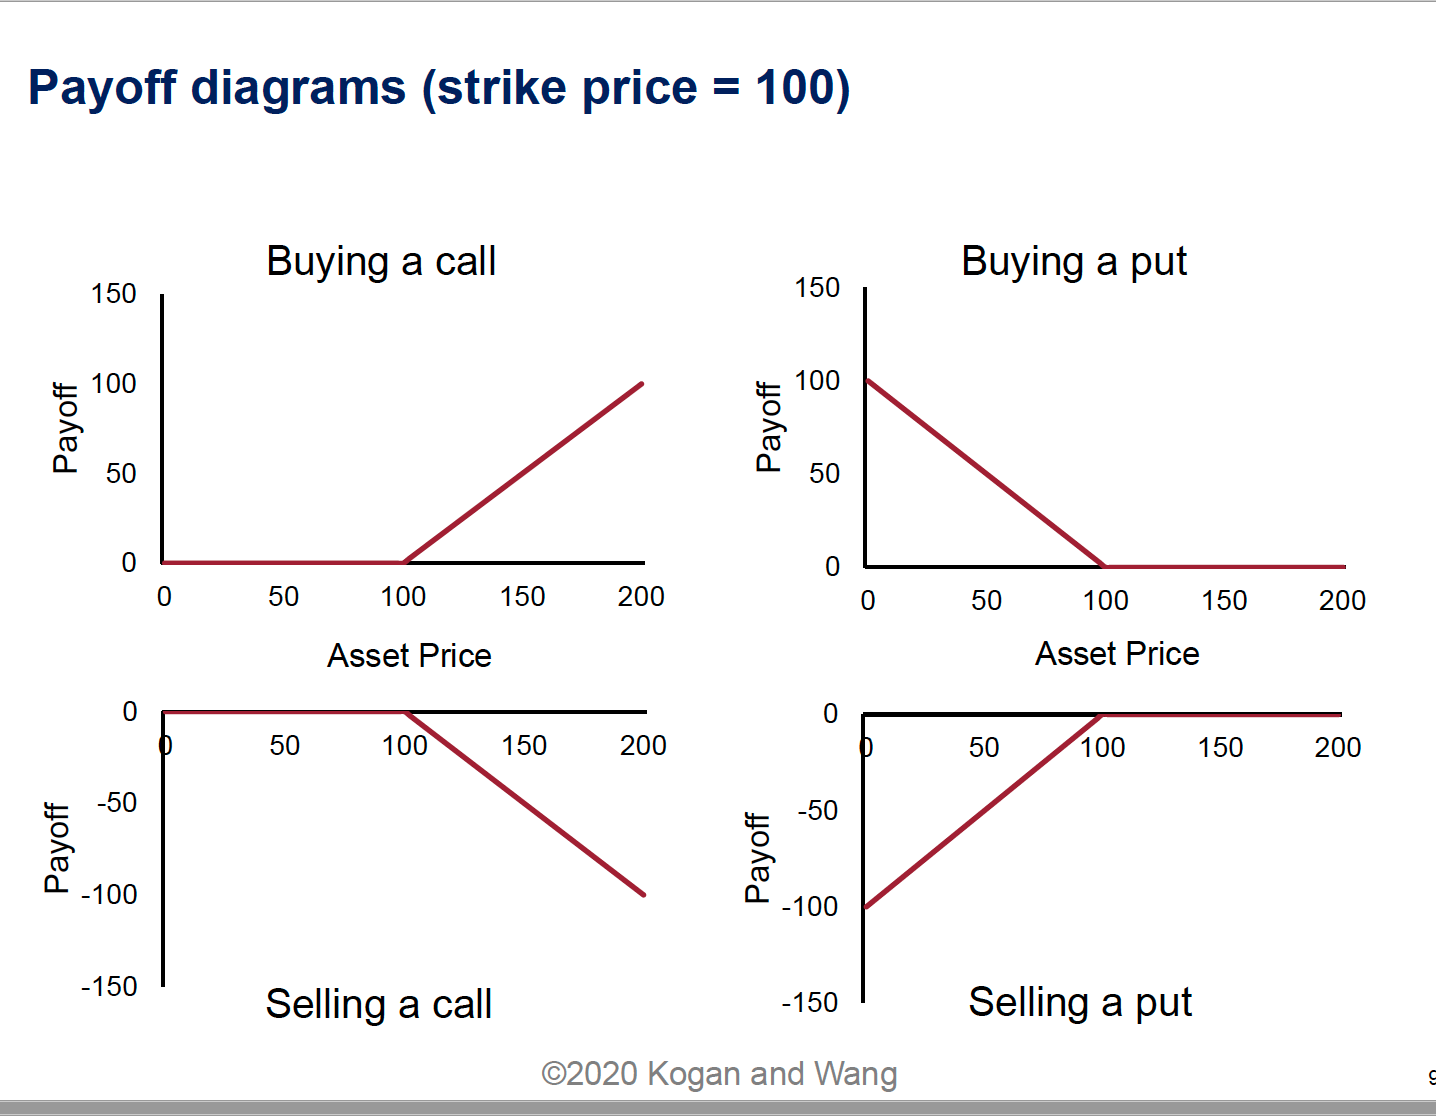 Payoff diagrams (strike price = 100)
Buying a call
150
100
50
0
Payoff
0 50 100 150 200
Asset Price
Buying a put
150
100
50
0
Payoff
0 50 100 150 200
Asset Price
0
-50
-100
-150
Payoff
0 50 100 150 200
Selling a call
0
-50
-100
-150
Payoff
0 50 100 150 200
Selling a put
©2020 Kogan and Wang
9